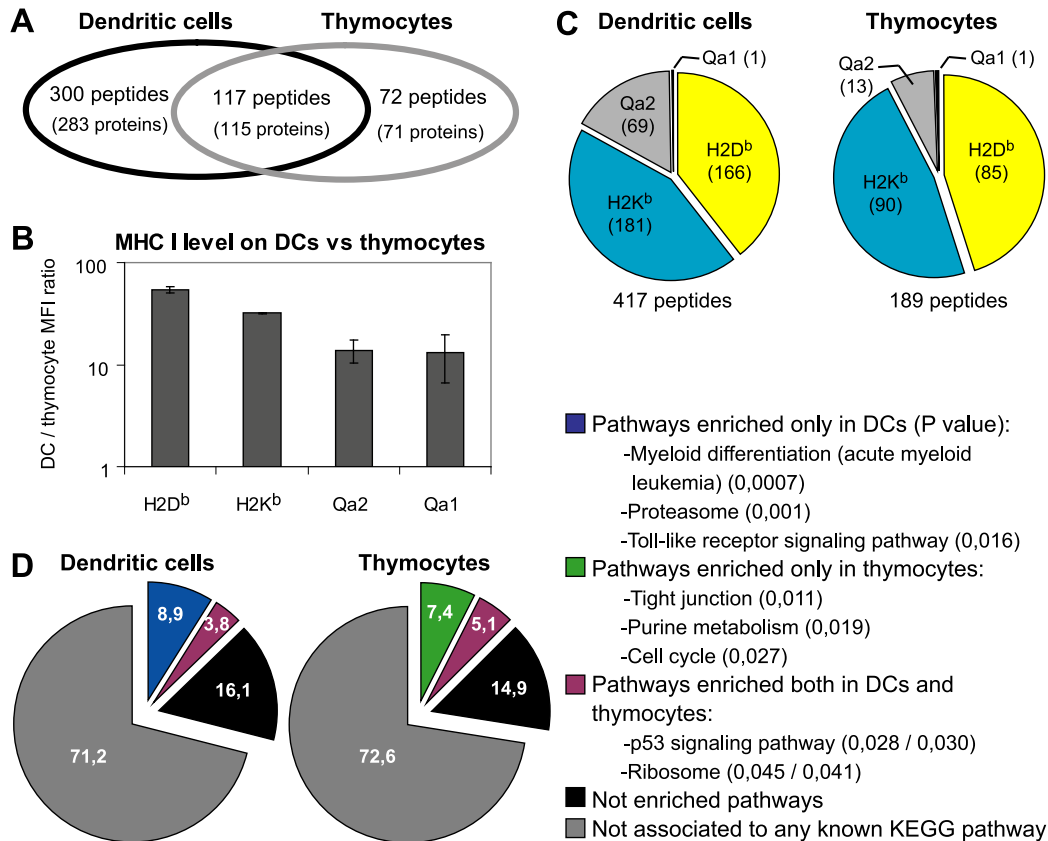 A
Dendritic cells
Thymocytes
300 peptides
(283 proteins)
117 peptides
(115 proteins)
72 peptides
(71 proteins)
B
MHC I level on DCs vs thymocytes
DC / thymocyte MFI ratio
100
10
1
H2Dᵇ
H2Kᵇ
Qa2
Qa1
C
Dendritic cells
Thymocytes
Qa1 (1)
Qa2
(69)
H2Dᵇ
(166)
H2Kᵇ
(181)
417 peptides
Qa2
(13)
Qa1 (1)
H2Dᵇ
(85)
H2Kᵇ
(90)
189 peptides
D
Dendritic cells
Thymocytes
8,9
3,8
16,1
71,2
7,4
5,1
14,9
72,6
Pathways enriched only in DCs (P value):
-Myeloid differentiation (acute myeloid
leukemia) (0,0007)
-Proteasome (0,001)
-Toll-like receptor signaling pathway (0,016)
Pathways enriched only in thymocytes:
-Tight junction (0,011)
-Purine metabolism (0,019)
-Cell cycle (0,027)
Pathways enriched both in DCs and
thymocytes:
-p53 signaling pathway (0,028 / 0,030)
-Ribosome (0,045 / 0,041)
Not enriched pathways
Not associated to any known KEGG pathway